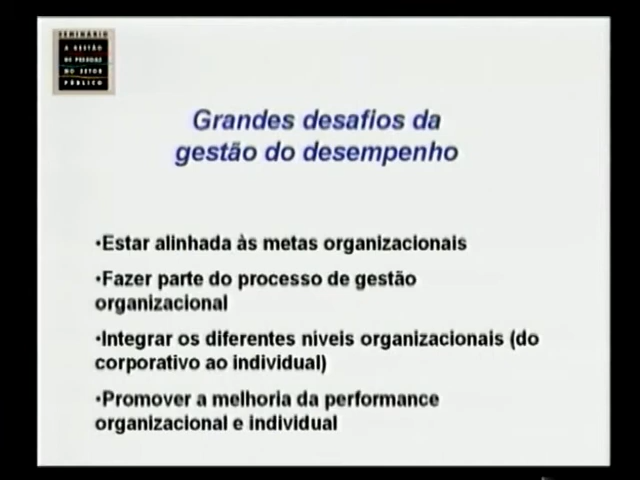 SEMINÁRIO
A GESTÃO
DE PESSOAS
NO SETOR
PÚBLICO
Grandes desafios da
gestão do desempenho
•Estar alinhada às metas organizacionais
•Fazer parte do processo de gestão
organizacional
•Integrar os diferentes niveis organizacionais (do
corporativo ao individual)
•Promover a melhoria da performance
organizacional e individual